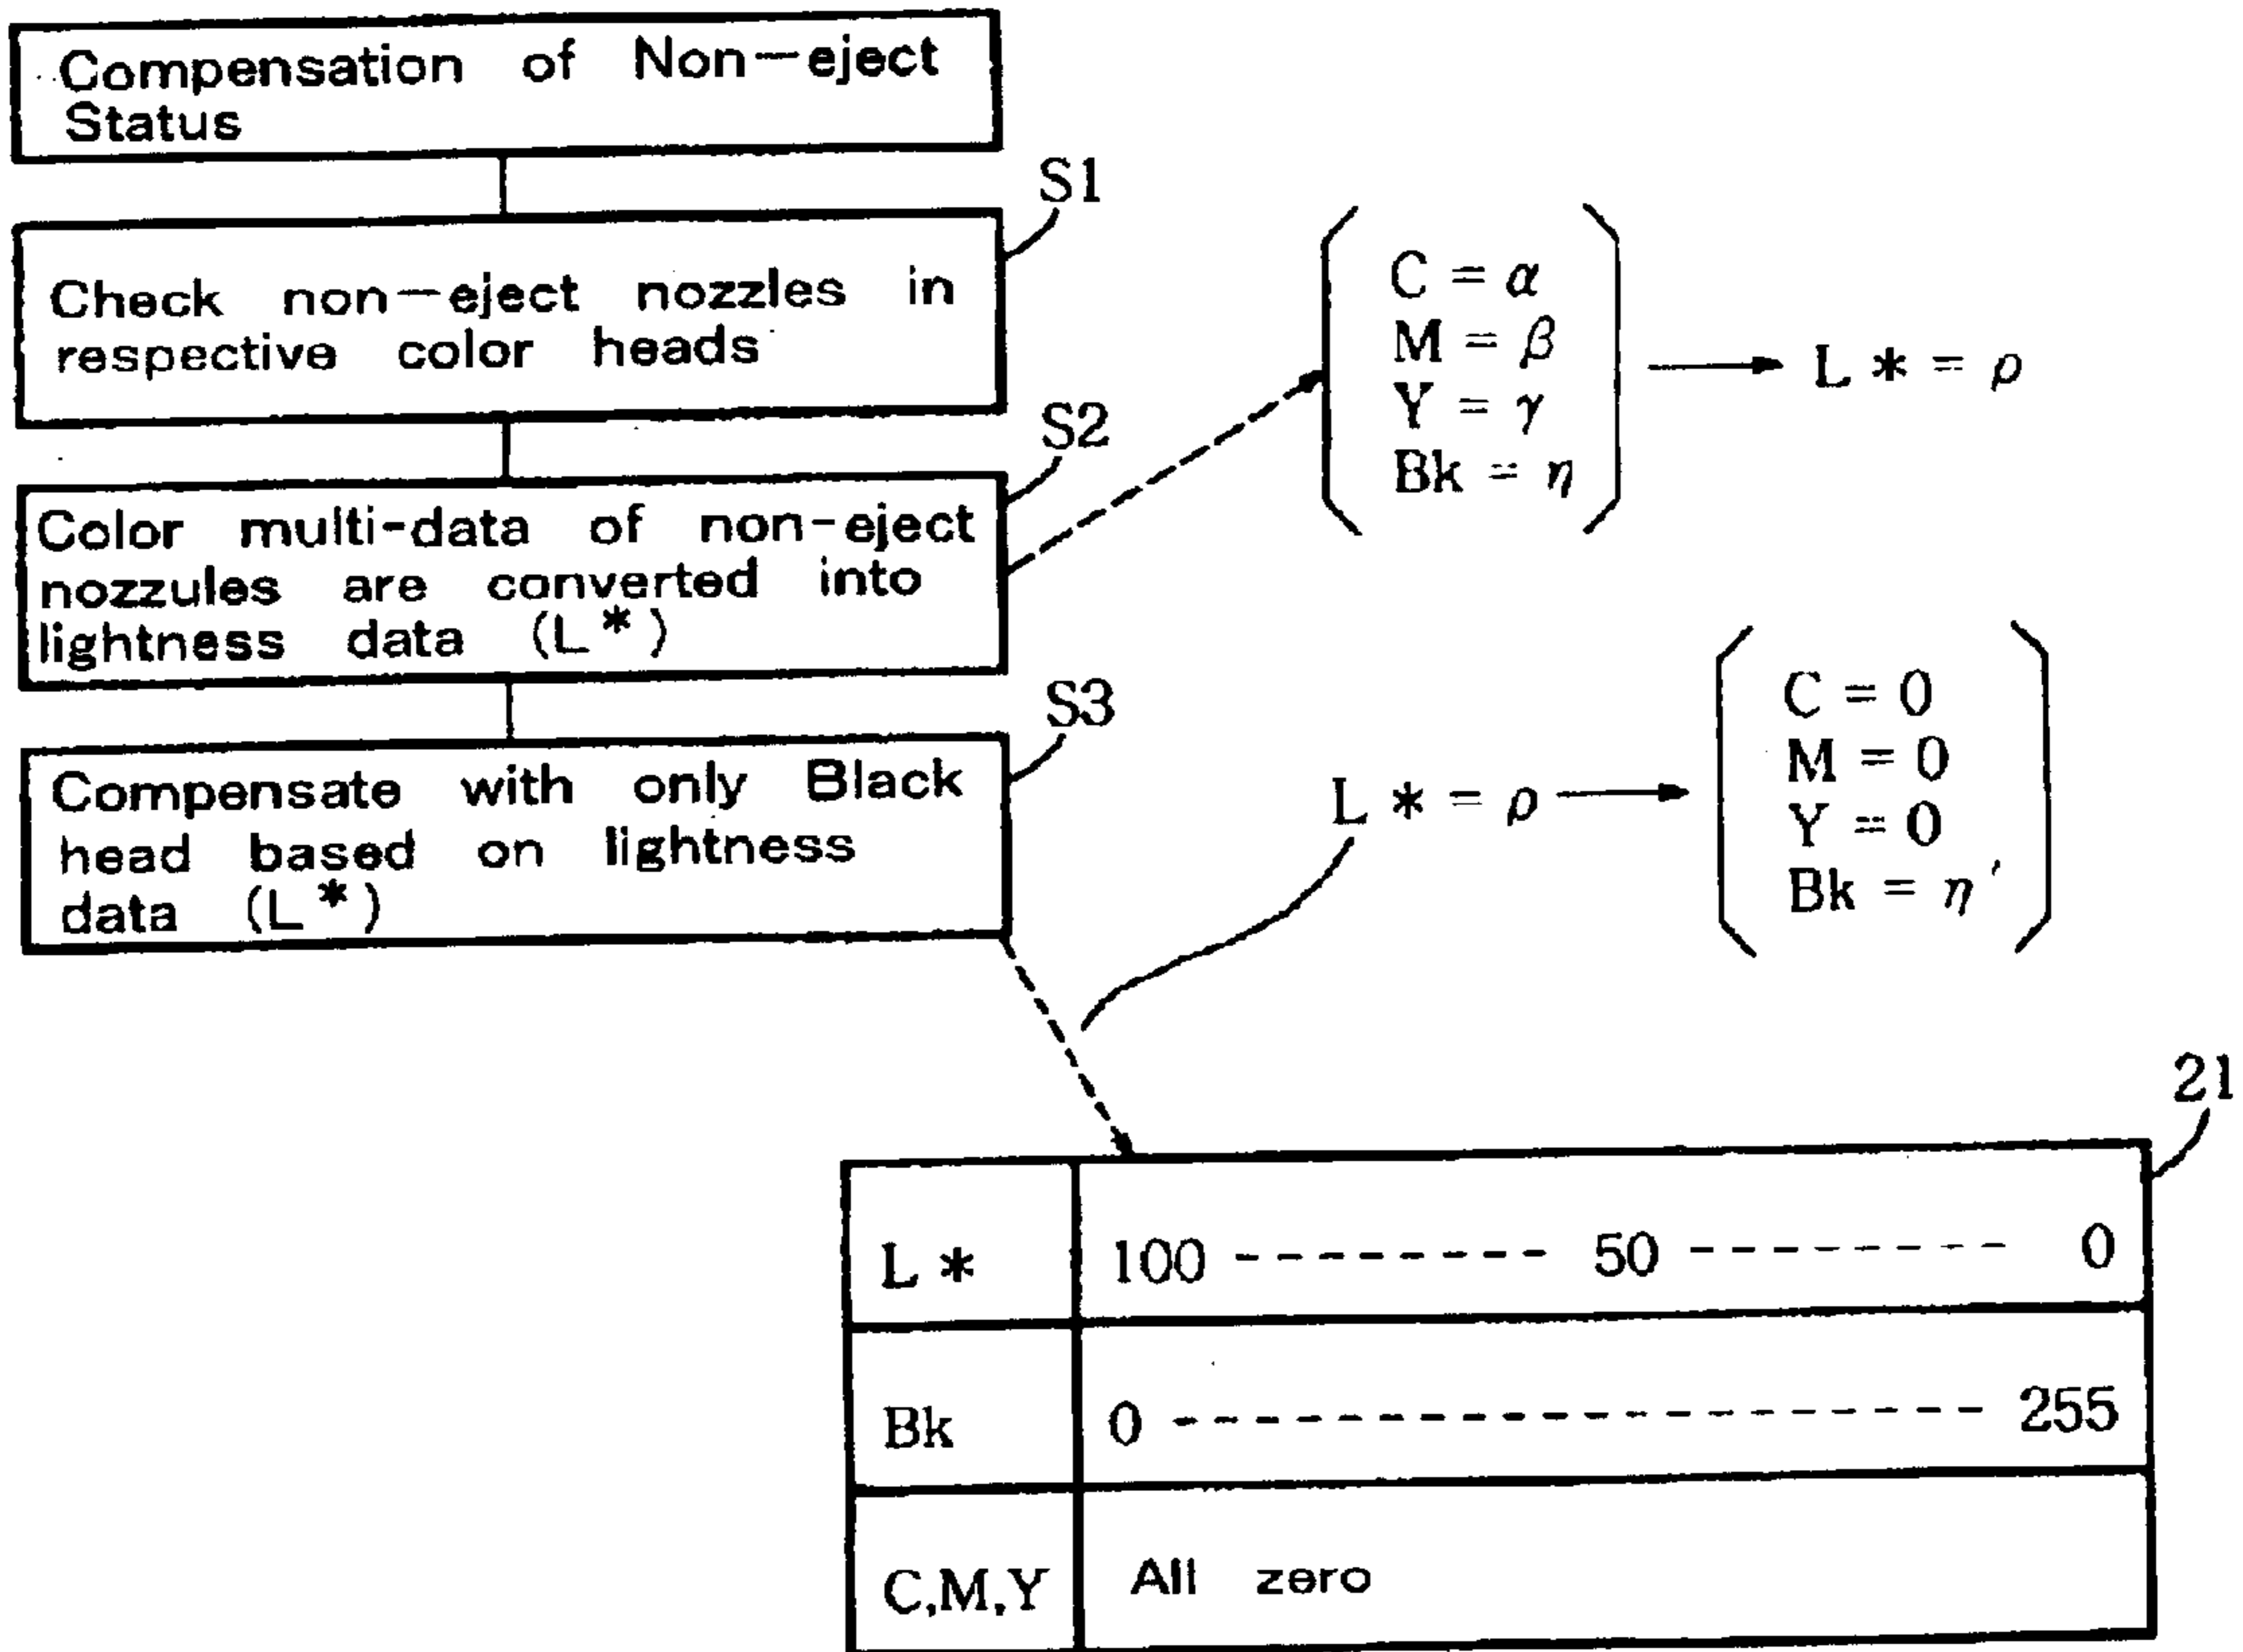 Compensation of Non-eject
Status
S1
Check non-eject nozzles in
respective color heads
S2
Color multi-data of non-eject
nozzules are converted into
lightness data (L*)
C = α
M = β
Y = γ
Bk = η
L * = ρ
S3
Compensate with only Black
head based on lightness
data (L*)
L * = ρ
C = 0
M = 0
Y = 0
Bk = η'
21
L * 100 --------- 50 -------- 0
Bk 0 -------------------- 255
C,M,Y All zero